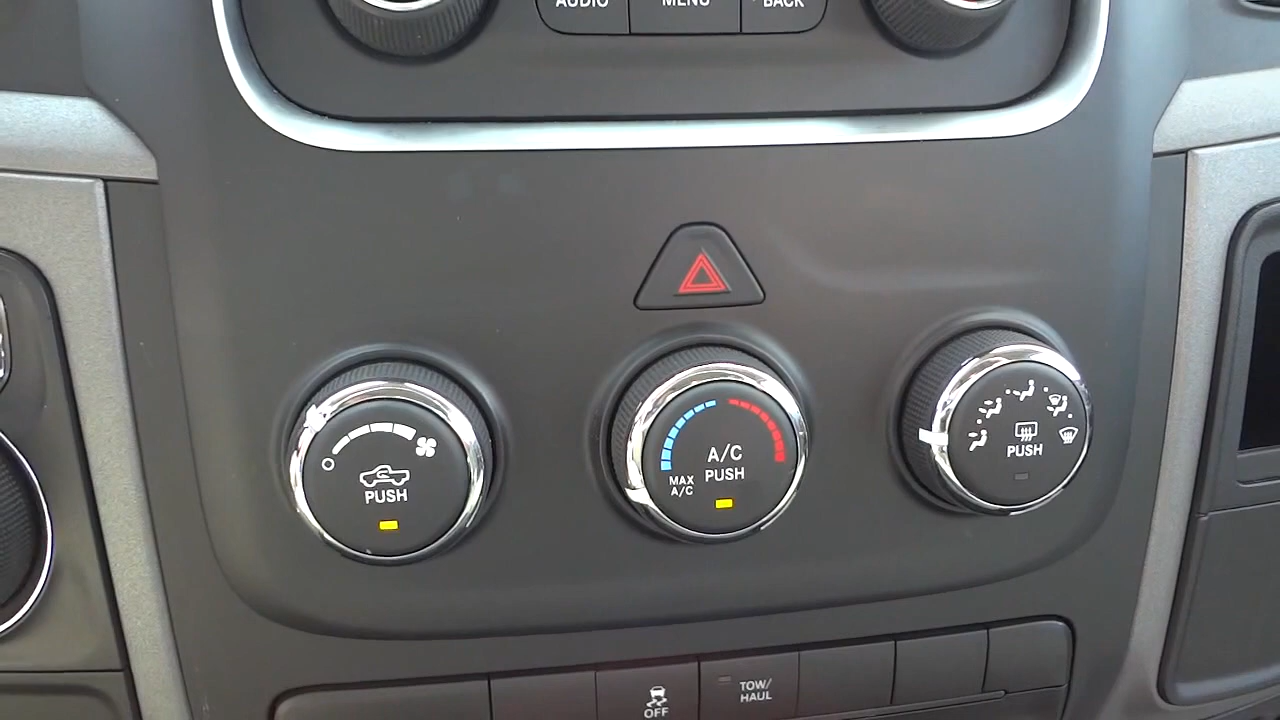 AUDIO MENU BACK
PUSH
A/C
PUSH
MAX
A/C
PUSH
OFF
TOW/
HAUL